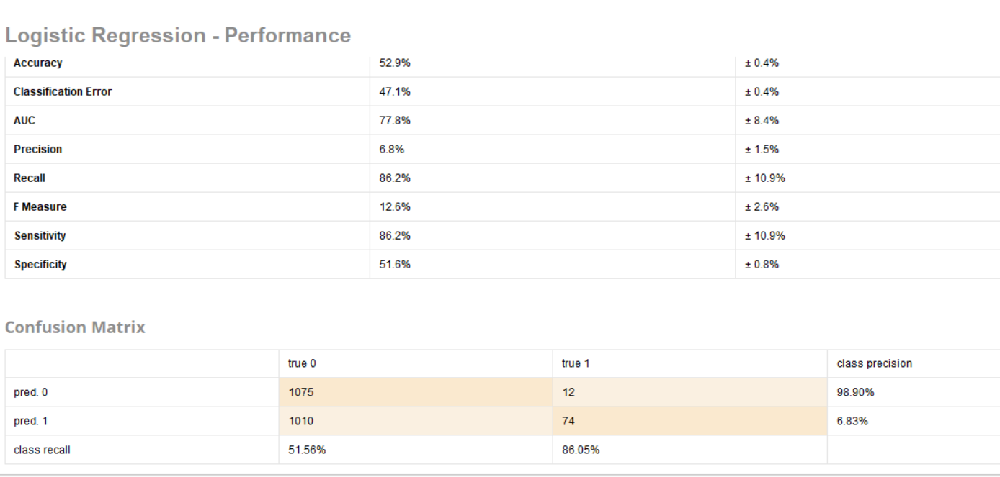 Logistic Regression - Performance
Accuracy 52.9% ± 0.4%
Classification Error 47.1% ± 0.4%
AUC 77.8% ± 8.4%
Precision 6.8% ± 1.5%
Recall 86.2% ± 10.9%
F Measure 12.6% ± 2.6%
Sensitivity 86.2% ± 10.9%
Specificity 51.6% ± 0.8%
Confusion Matrix
true 0 true 1 class precision
pred. 0 1075 12 98.90%
pred. 1 1010 74 6.83%
class recall 51.56% 86.05%